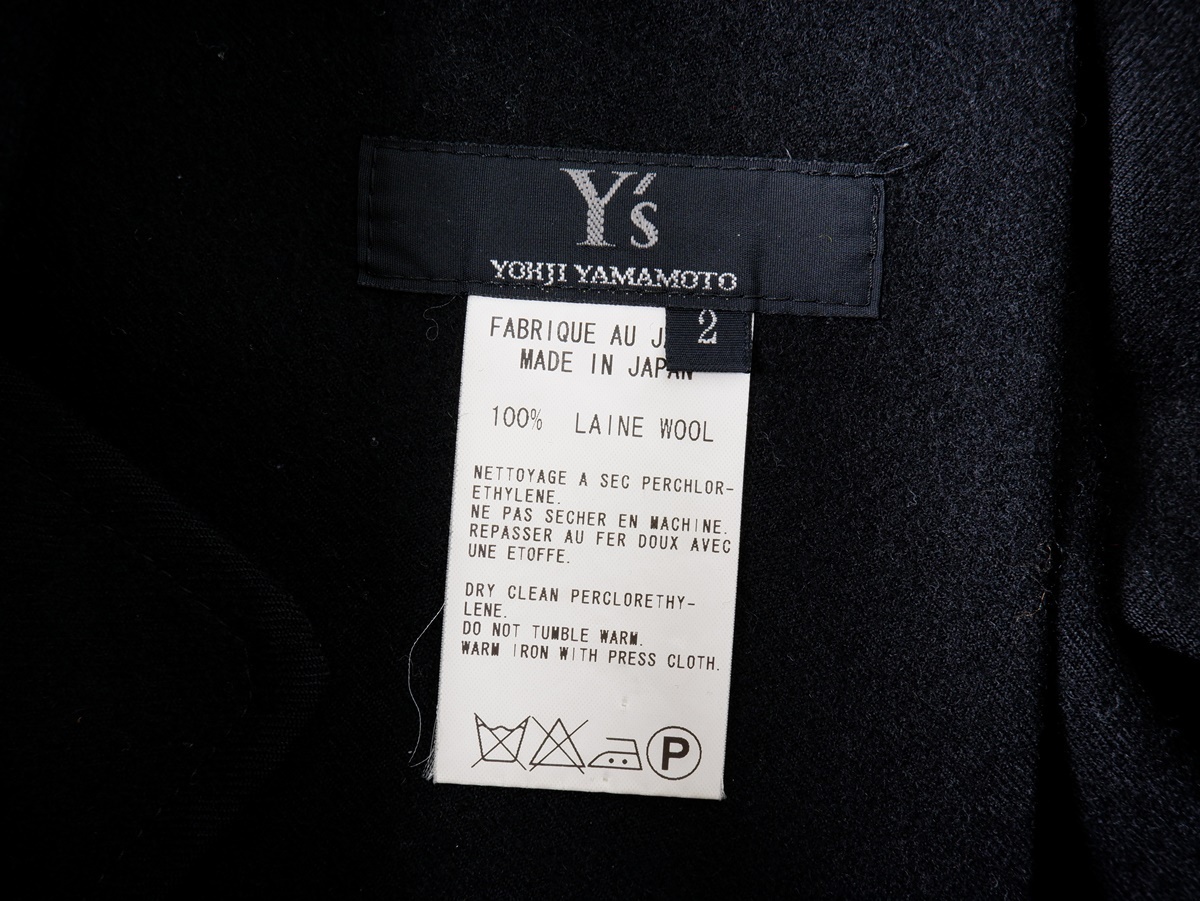 Y's
YOHJI YAMAMOTO
2
FABRIQUE AU
MADE IN JAPAN
100% LAINE WOOL
NETTOYAGE A SEC PERCHLOR-
ETHYLENE.
NE PAS SECHER EN MACHINE.
REPASSER AU FER DOUX AVEC
UNE ETOFFE.
DRY CLEAN PERCLORETHY-
LENE.
DO NOT TUMBLE WARM.
WARM IRON WITH PRESS CLOTH.
P